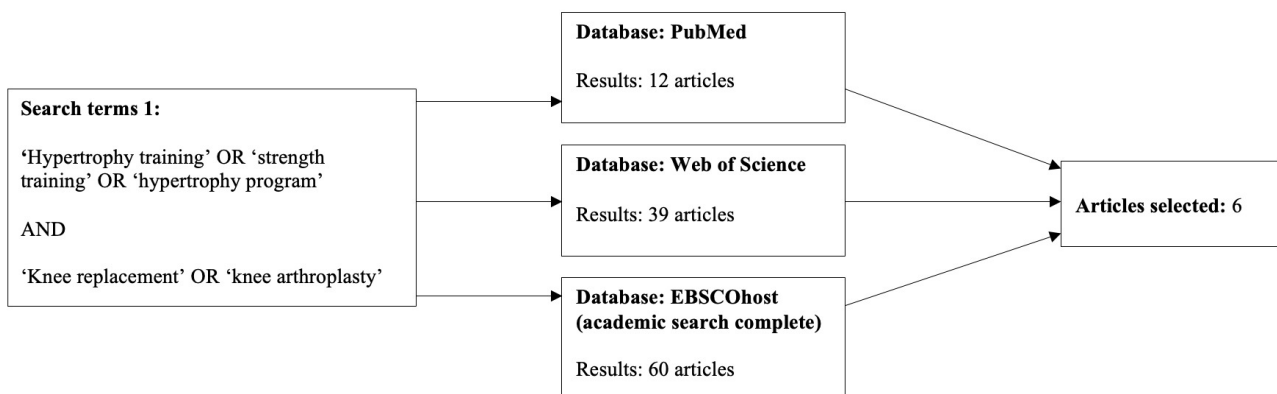 Search terms 1:
‘Hypertrophy training’ OR ‘strength
training’ OR ‘hypertrophy program’
AND
‘Knee replacement’ OR ‘knee arthroplasty’
Database: PubMed
Results: 12 articles
Database: Web of Science
Results: 39 articles
Database: EBSCOhost
(academic search complete)
Results: 60 articles
Articles selected: 6